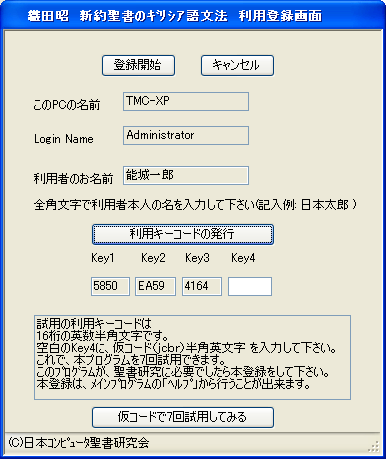 織田昭 新約聖書のｷﾞﾘｼｱ語文法 利用登録画面
登録開始 キャンセル
このPCの名前 TMC-XP
Login Name Administrator
利用者のお名前 能城一郎
全角文字で利用者本人の名を入力して下さい(記入例: 日本太郎 )
利用キーコードの発行
Key1 Key2 Key3 Key4
5850 EA59 4164
試用の利用キーコードは
16桁の英数半角文字です。
空白のKey4に、仮コード(jcbr)半角英文字 を入力して下さい。
これで、本プログラムを7回試用できます。
このプログラムが、聖書研究に必要でしたら本登録をして下さい。
本登録は、ﾒｲﾝﾌﾟﾛｸﾞﾗﾑの｢ﾍﾙﾌﾟ｣から行うことが出来ます。
仮コードで7回試用してみる
(C)日本ｺﾝﾋﾟｭｰﾀ聖書研究会